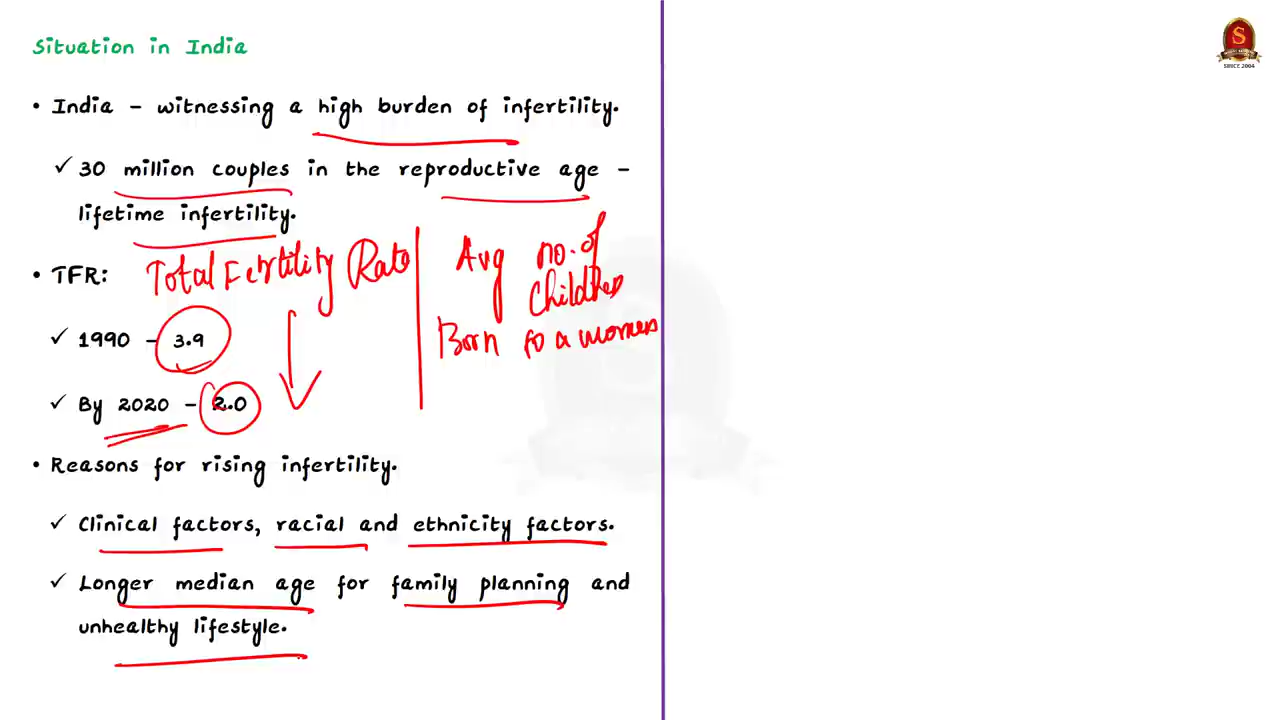 Situation in India
• India - witnessing a high burden of infertility.
✓ 30 million couples in the reproductive age -
lifetime infertility.
• TFR: Total Fertility Rate
✓ 1990 - 3.9
✓ By 2020 - 2.0
Avg no. of
Children
Born to a women
• Reasons for rising infertility.
✓ Clinical factors, racial and ethnicity factors.
✓ Longer median age for family planning and
unhealthy lifestyle.
S
SINCE 2004